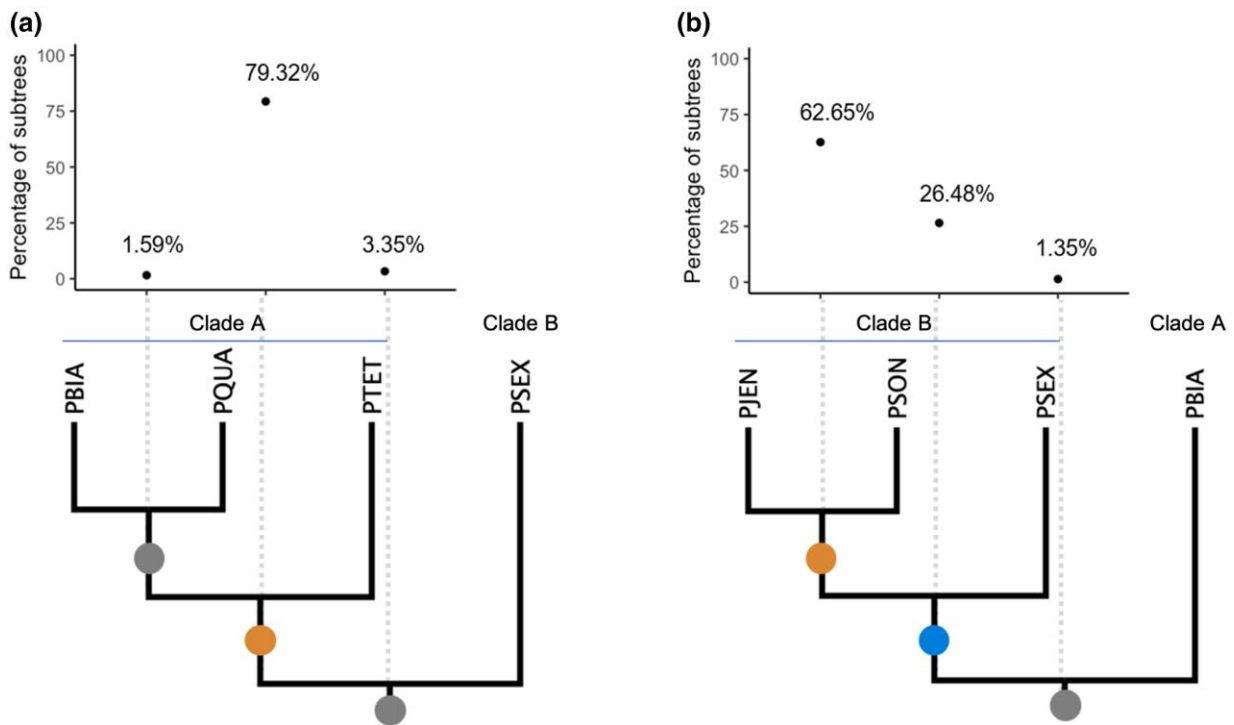 (a)
Percentage of subtrees
100
75
50
25
0
1.59%
79.32%
3.35%
Clade A
Clade B
PBIA
PQUA
PTET
PSEX
(b)
Percentage of subtrees
100
75
50
25
0
62.65%
26.48%
1.35%
Clade B
Clade A
PJEN
PSON
PSEX
PBIA